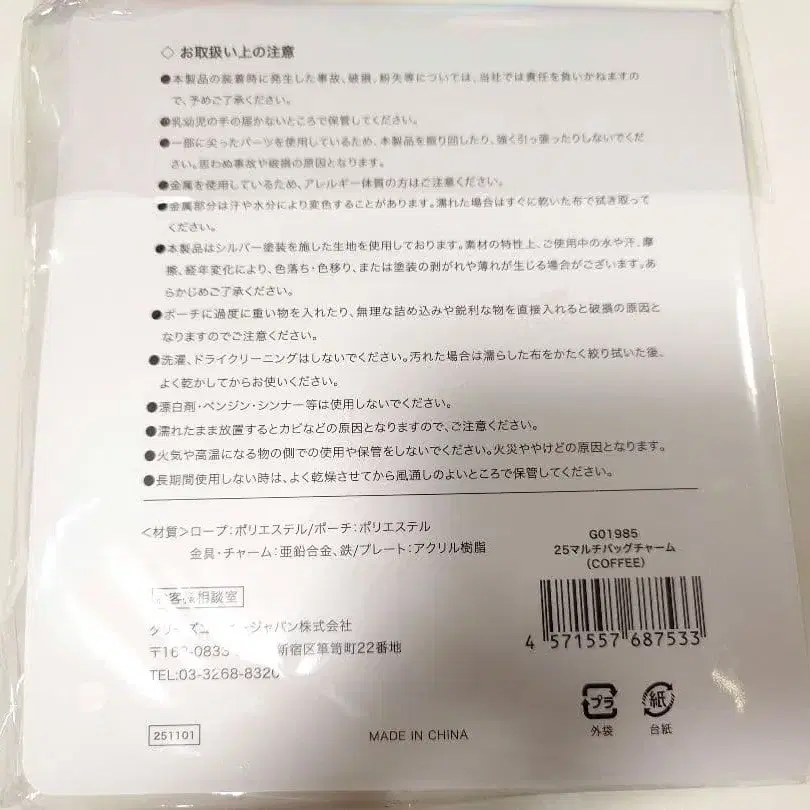 ◇ お取扱い上の注意
●本製品の装着時に発生した事故、破損、紛失等については、当社では責任を負いかねますの
で、予めご了承ください。
●乳幼児の手の届かないところで保管してください。
●一部に尖ったパーツを使用しているため、本製品を振り回したり、強く引っ張ったりしないでくだ
さい。思わぬ事故や破損の原因となります。
●金属を使用しているため、アレルギー体質の方はご注意ください。
●金属部分は汗や水分により変色することがあります。濡れた場合はすぐに乾いた布で拭き取って
ください。
●本製品はシルバー塗装を施した生地を使用しております。素材の特性上、ご使用中の水や汗、摩
擦、経年変化により、色落ち・色移り、または塗装の剥がれや薄れが生じる場合がございます。あ
らかじめご了承ください。
●ポーチに過度に重い物を入れたり、無理な詰め込みや鋭利な物を直接入れると破損の原因と
なりますのでご注意ください。
●洗濯、ドライクリーニングはしないでください。汚れた場合は濡らした布をかたく絞り拭いた後、
よく乾かしてからお使いください。
●漂白剤・ベンジン・シンナー等は使用しないでください。
●濡れたまま放置するとカビなどの原因となりますので、ご注意ください。
●火気や高温になる物の側での使用や保管をしないでください。火災ややけどの原因となります。
●長期間使用しない時は、よく乾燥させてから風通しのよいところで保管してください。
<材質>ロープ:ポリエステル/ポーチ:ポリエステル
金具・チャーム:亜鉛合金、鉄/プレート:アクリル樹脂
G01985
25マルチバッグチャーム
(COFFEE)
4 571557 687533
お客様相談室
ジャパン株式会社
新宿区箪笥町22番地
TEL:03-3268-8320
プラ
外袋
紙
台紙
251101
MADE IN CHINA